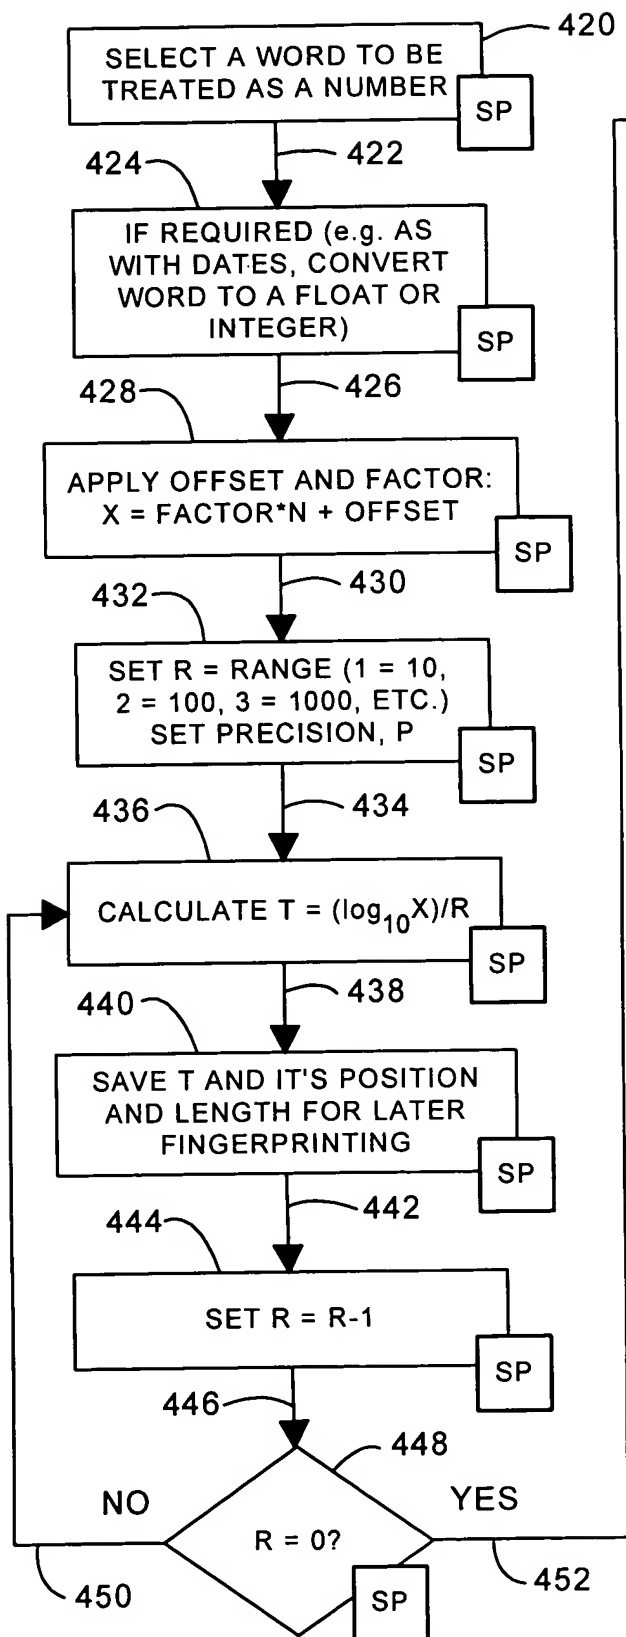 420
SELECT A WORD TO BE
TREATED AS A NUMBER
SP
422
424
IF REQUIRED (e.g. AS
WITH DATES, CONVERT
WORD TO A FLOAT OR
INTEGER)
SP
426
428
APPLY OFFSET AND FACTOR:
X = FACTOR*N + OFFSET
SP
430
432
SET R = RANGE (1 = 10,
2 = 100, 3 = 1000, ETC.)
SET PRECISION, P
SP
434
436
CALCULATE T = (log10X)/R
SP
438
440
SAVE T AND IT'S POSITION
AND LENGTH FOR LATER
FINGERPRINTING
SP
442
444
SET R = R-1
SP
446
448
NO
YES
R = 0?
450
452
SP